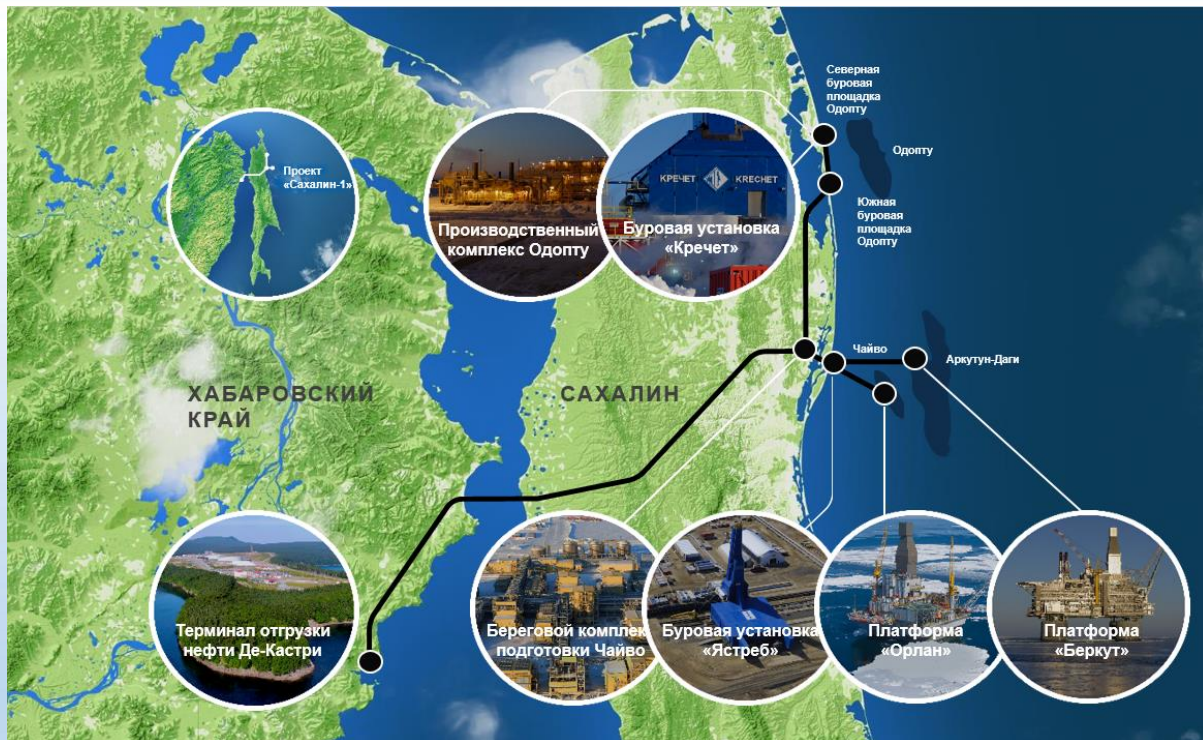 Северная
буровая
площадка
Одопту
Одопту
Проект
«Сахалин-1»
КРЕЧЕТ
KRECHET
Производственный
комплекс Одопту
Буровая установка
«Кречет»
Южная
буровая
площадка
Одопту
Чайво
Аркутун-Даги
ХАБАРОВСКИЙ
КРАЙ
САХАЛИН
Терминал отгрузки
нефти Де-Кастри
Береговой комплек
подготовки Чайво
Буровая установка
«Ястреб»
Платформа
«Орлан»
Платформа
«Беркут»